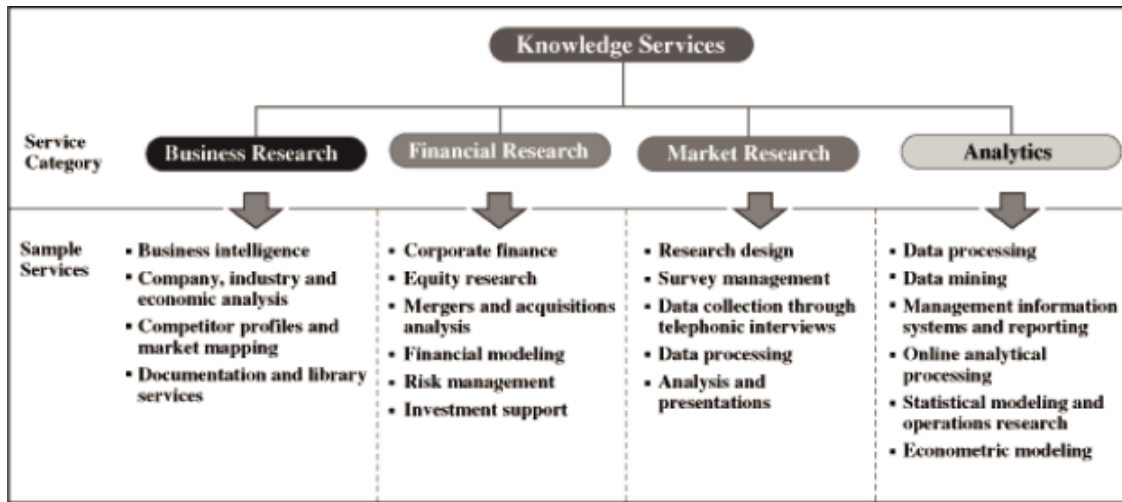 Knowledge Services
Service
Category
Business Research
Financial Research
Market Research
Analytics
Sample
Services
▪ Business intelligence
▪ Company, industry and
economic analysis
▪ Competitor profiles and
market mapping
▪ Documentation and library
services
▪ Corporate finance
▪ Equity research
▪ Mergers and acquisitions
analysis
▪ Financial modeling
▪ Risk management
▪ Investment support
▪ Research design
▪ Survey management
▪ Data collection through
telephonic interviews
▪ Data processing
▪ Analysis and
presentations
▪ Data processing
▪ Data mining
▪ Management information
systems and reporting
▪ Online analytical
processing
▪ Statistical modeling and
operations research
▪ Econometric modeling